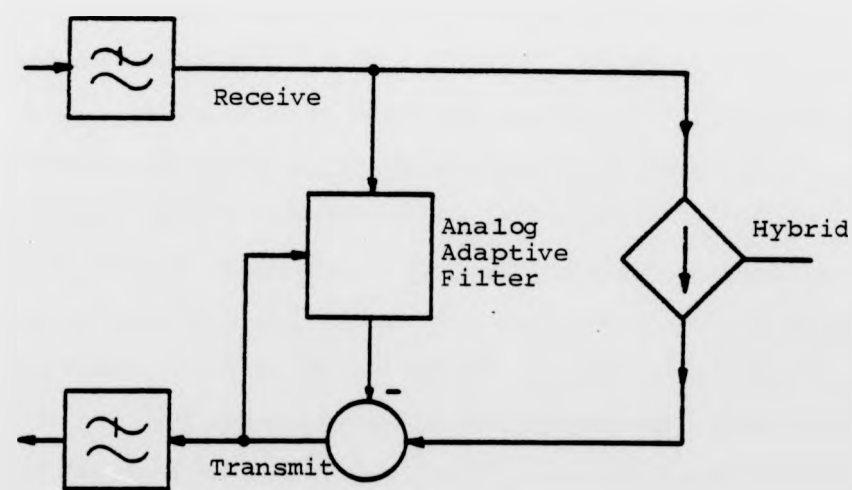 Receive
Analog
Adaptive
Filter
Hybrid
-
Transmit